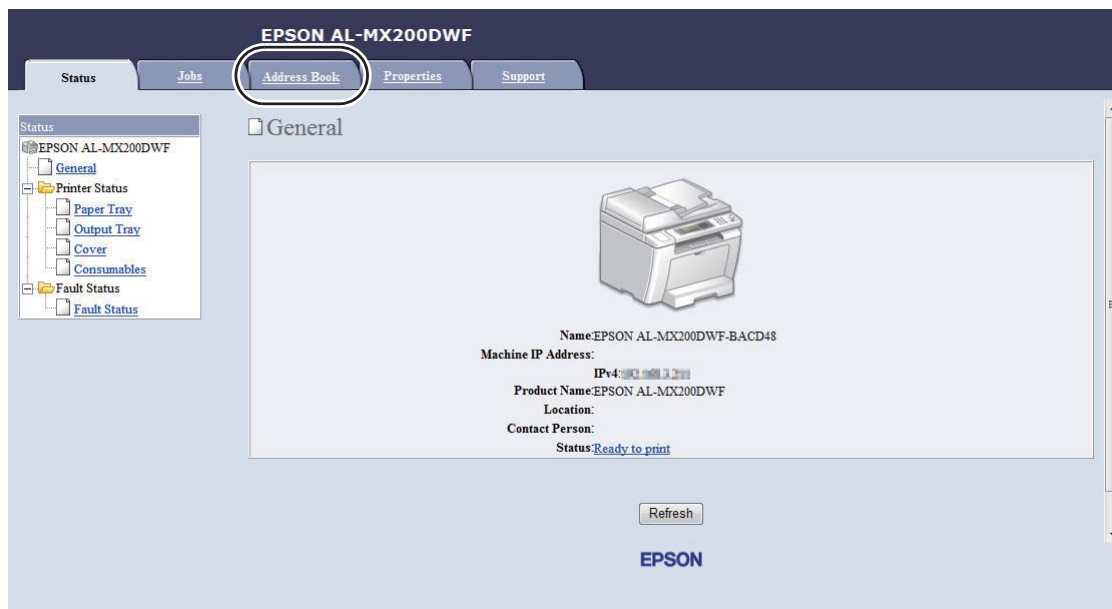 EPSON AL-MX200DWF
Status Jobs Address Book Properties Support
Status
EPSON AL-MX200DWF
General
Printer Status
Paper Tray
Output Tray
Cover
Consumables
Fault Status
Fault Status
General
Name:EPSON AL-MX200DWF-BACD48
Machine IP Address:
IPv4:
Product Name:EPSON AL-MX200DWF
Location:
Contact Person:
Status:Ready to print
Refresh
EPSON